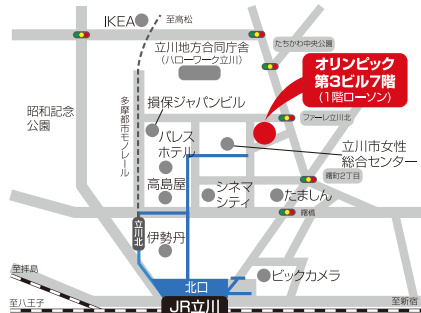 IKEA
至高松
立川地方合同庁舎
(ハローワーク立川)
たちかわ中央公園
オリンピック
第3ビル7階
(1階ローソン)
昭和記念
公園
多摩都市モノレール
損保ジャパンビル
ファーレ立川北
パレス
ホテル
立川市女性
総合センター
高島屋
シネマ
シティ
曙町2丁目
たましん
立川北
伊勢丹
曙橋
至拝島
北口
ビックカメラ
至八王子
JR立川
至新宿